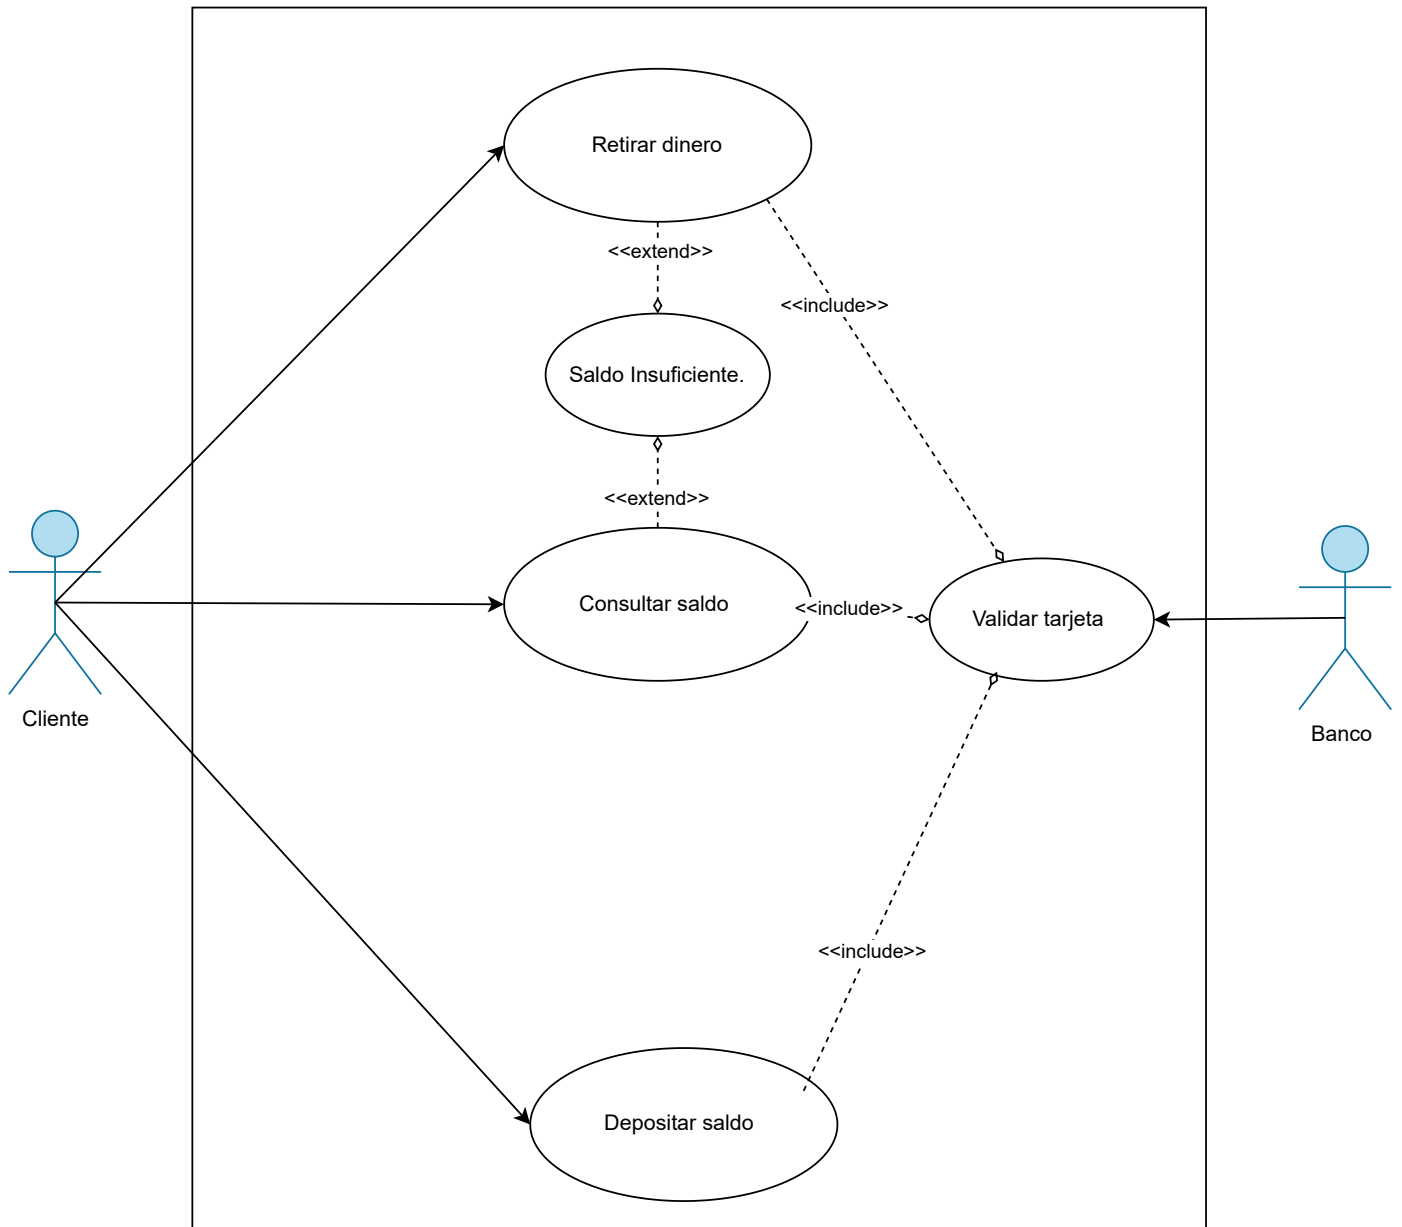 Retirar dinero
<<extend>>
<<include>>
Saldo Insuficiente.
<<extend>>
Consultar saldo
<<include>>
Validar tarjeta
Cliente
Banco
<<include>>
Depositar saldo